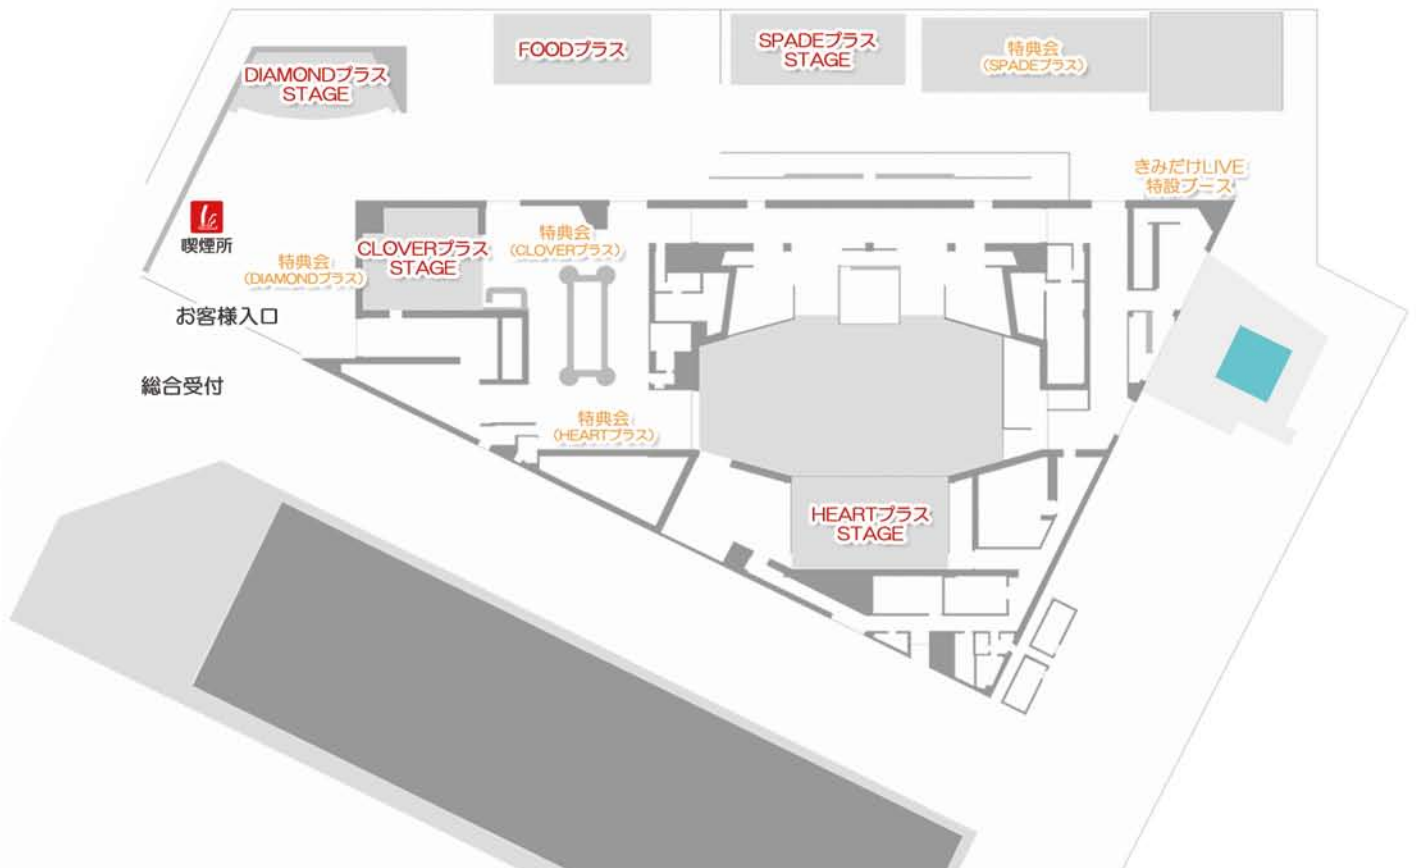 FOODプラス
SPADEプラス
STAGE
特典会
(SPADEプラス)
DIAMONDプラス
STAGE
きみだけLIVE
特設ブース
喫煙所
特典会
(DIAMONDプラス)
CLOVERプラス
STAGE
特典会
(CLOVERプラス)
お客様入口
総合受付
特典会
(HEARTプラス)
HEARTプラス
STAGE